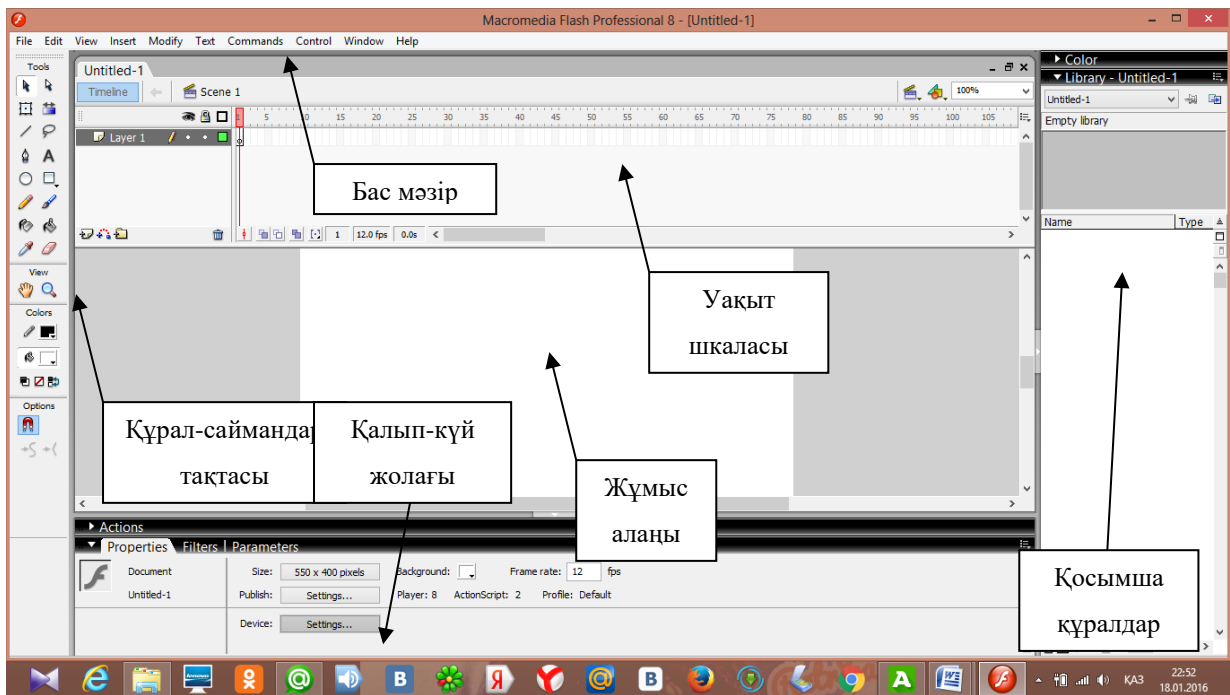 Macromedia Flash Professional 8 - [Untitled-1]
File Edit View Insert Modify Text Commands Control Window Help
Tools
View
Colors
Options
Untitled-1
Timeline Scene 1 100%
1 5 10 15 20 25 30 35 40 45 50 55 60 65 70 75 80 85 90 95 100 105
Layer 1
1 12.0 fps 0.0s
Бас мәзір
Уақыт
шкаласы
Құрал-саймандар
тақтасы
Қалып-күй
жолағы
Жұмыс
алаңы
Қосымша
құралдар
Color
Library - Untitled-1
Untitled-1
Empty library
Name Type
Actions
Properties Filters Parameters
Document Size: 550 x 400 pixels Background: Frame rate: 12 fps
Untitled-1 Publish: Settings... Player: 8 ActionScript: 2 Profile: Default
Device: Settings...
ҚАЗ
22:52
18.01.2016